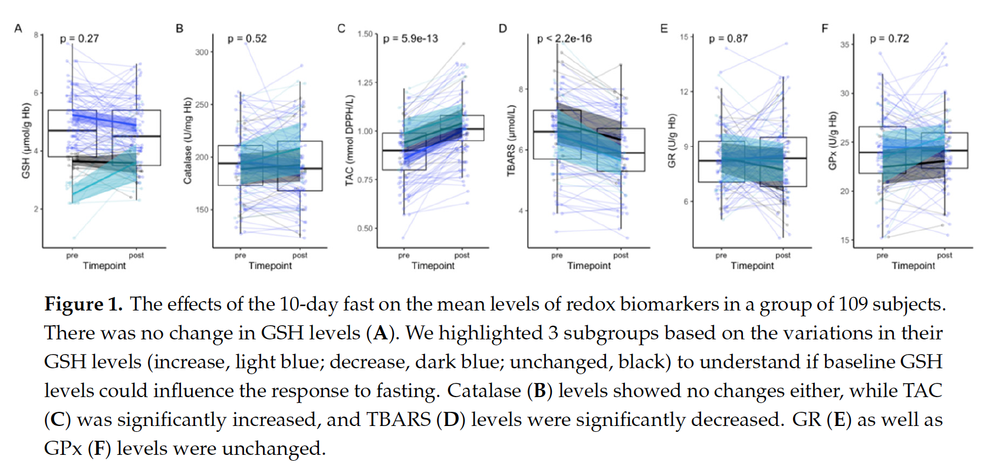 A B C D E F
p = 0.27 p = 0.52 p = 5.9e-13 p < 2.2e-16 p = 0.87 p = 0.72
GSH (µmol/g Hb)
8
6
4
2
pre post
Timepoint
Catalase (U/mg Hb)
300
250
200
150
pre post
Timepoint
TAC (mmol DPPH/L)
1.50
1.25
1.00
0.75
0.50
pre post
Timepoint
TBARS (µmol/L)
8
6
4
pre post
Timepoint
GR (U/g Hb)
15
12
9
6
pre post
Timepoint
GPx (U/g Hb)
35
30
25
20
15
pre post
Timepoint
Figure 1. The effects of the 10-day fast on the mean levels of redox biomarkers in a group of 109 subjects.
There was no change in GSH levels (A). We highlighted 3 subgroups based on the variations in their
GSH levels (increase, light blue; decrease, dark blue; unchanged, black) to understand if baseline GSH
levels could influence the response to fasting. Catalase (B) levels showed no changes either, while TAC
(C) was significantly increased, and TBARS (D) levels were significantly decreased. GR (E) as well as
GPx (F) levels were unchanged.